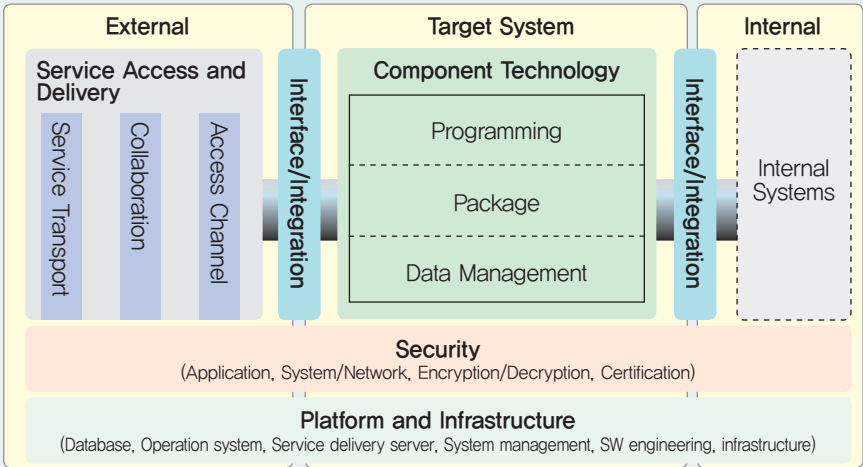 External
Target System
Internal
Service Access and
Delivery
Service Transport
Collaboration
Access Channel
Interface/Integration
Component Technology
Programming
Package
Data Management
Interface/Integration
Internal
Systems
Security
(Application, System/Network, Encryption/Decryption, Certification)
Platform and Infrastructure
(Database, Operation system, Service delivery server, System management, SW engineering, infrastructure)